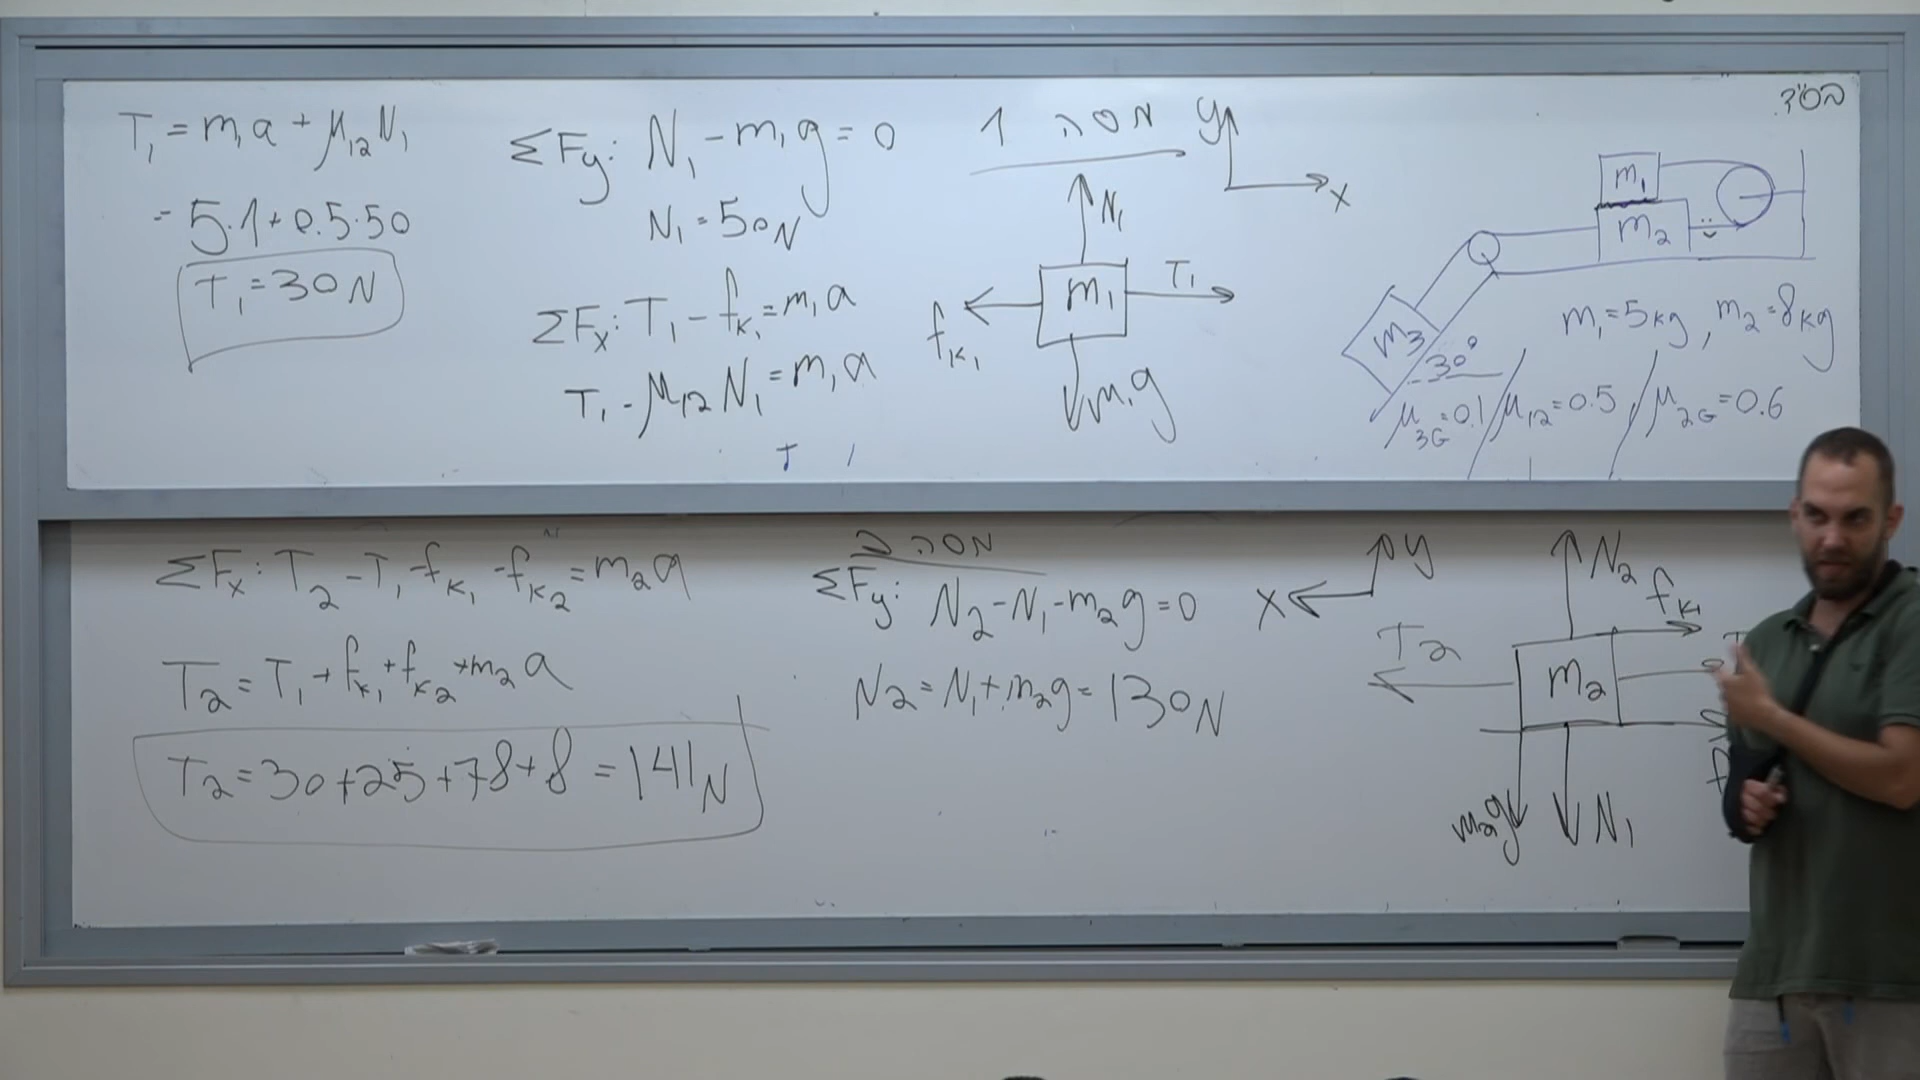 בס"ד
m₁
m₂
m₃
30°
m₁=5kg, m₂=8kg
μ₃G=0.1 / μ₁₂=0.5 / μ₂G=0.6
מסה 1
y
x
N₁
m₁
T₁
fₖ₁
m₁g
ΣFy: N₁-m₁g=0
N₁=50N
ΣFx: T₁-fₖ₁=m₁a
T₁-μ₁₂N₁=m₁a
T₁=m₁a+μ₁₂N₁
=5·1+0.5·50
T₁=30N
y
x
N₂
fₖ₁
T₂
m₂
m₂g
N₁
מסה 2
ΣFy: N₂-N₁-m₂g=0
N₂=N₁+m₂g=130N
ΣFx: T₂-T₁-fₖ₁-fₖ₂=m₂a
T₂=T₁+fₖ₁+fₖ₂+m₂a
T₂=30+25+78+8=141N